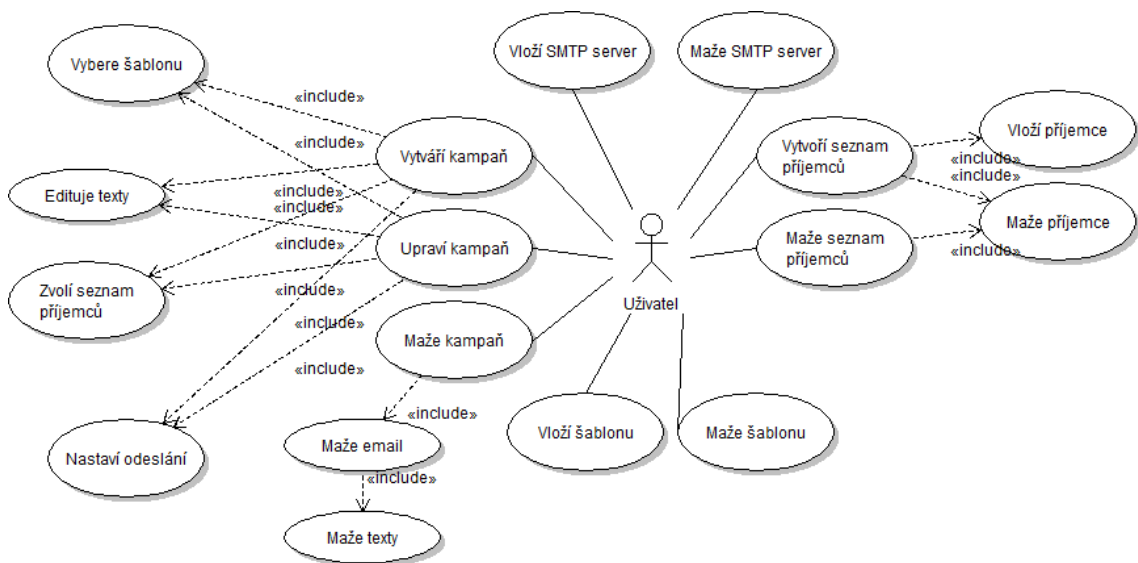 Vloží SMTP server
Maže SMTP server
Vybere šablonu
«include»
«include»
Vytváří kampaň
Vytvoří seznam
příjemců
Vloží příjemce
«include»
«include»
Edituje texty
«include»
«include»
Upraví kampaň
Maže seznam
příjemců
Maže příjemce
«include»
«include»
Zvolí seznam
příjemců
«include»
Uživatel
«include»
Maže kampaň
«include»
«include»
Vloží šablonu
Maže šablonu
Maže email
Nastaví odeslání
«include»
Maže texty